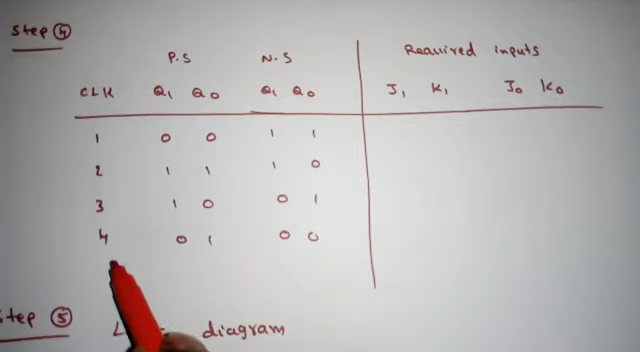 Step ④
P.S N.S Required inputs
CLK Q₁ Q₀ Q₁ Q₀ J₁ K₁ J₀ K₀
1 0 0 1 1
2 1 1 1 0
3 1 0 0 1
4 0 1 0 0
Step ⑤ diagram